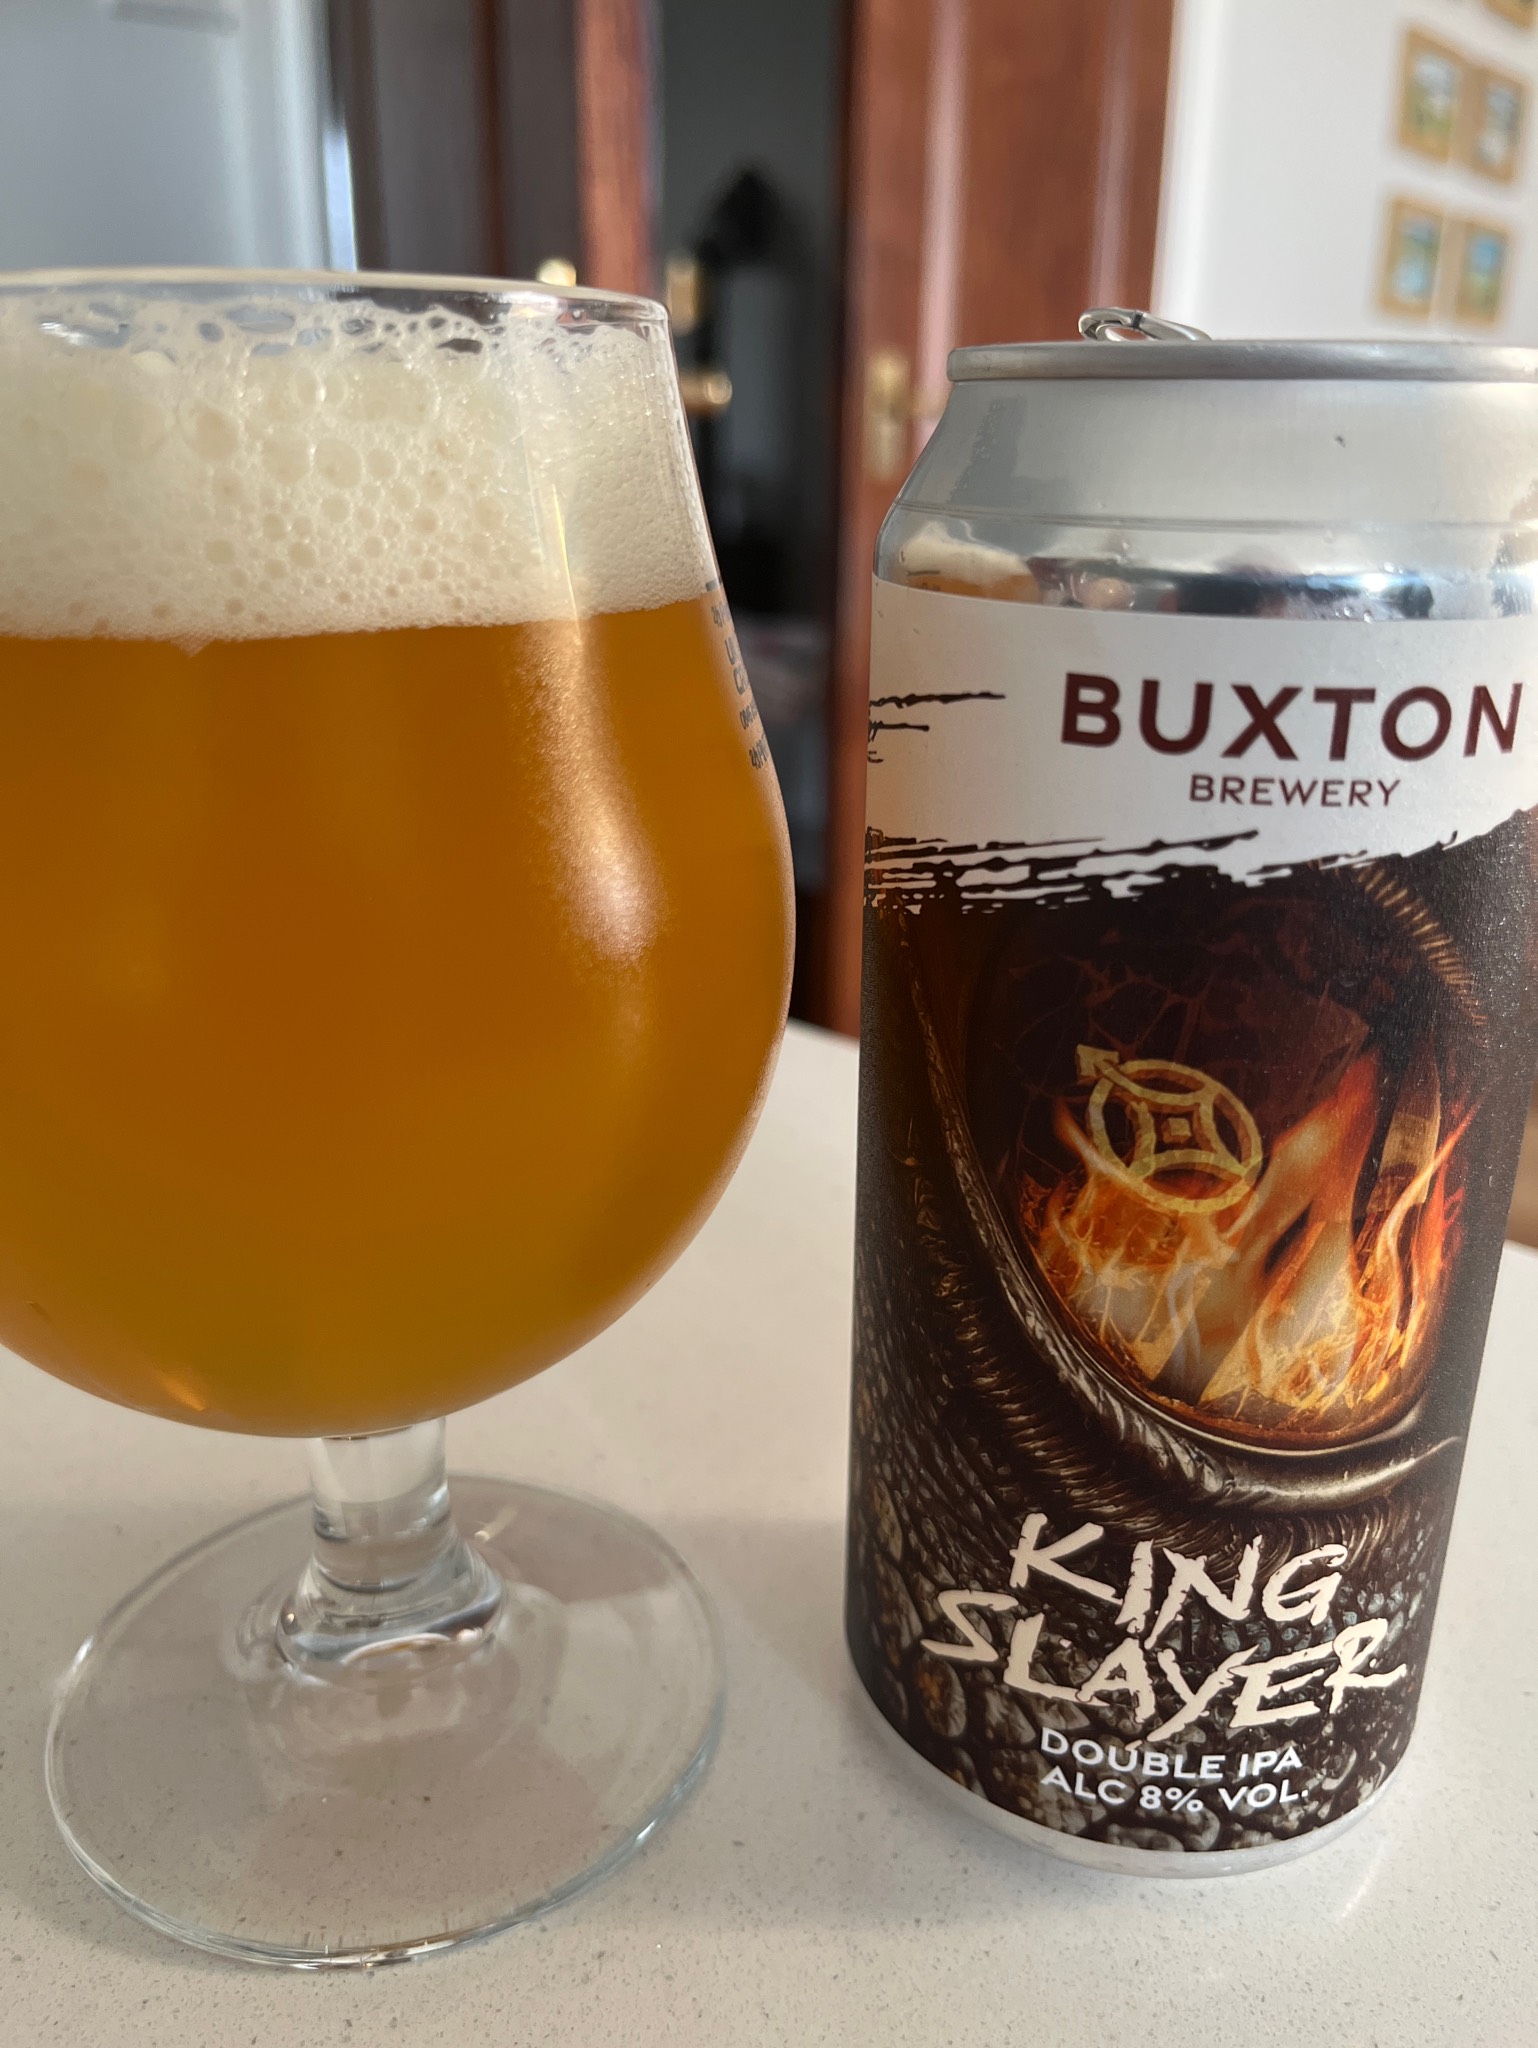 BUXTON
BREWERY
KING
SLAYER
DOUBLE IPA
ALC 8% VOL.